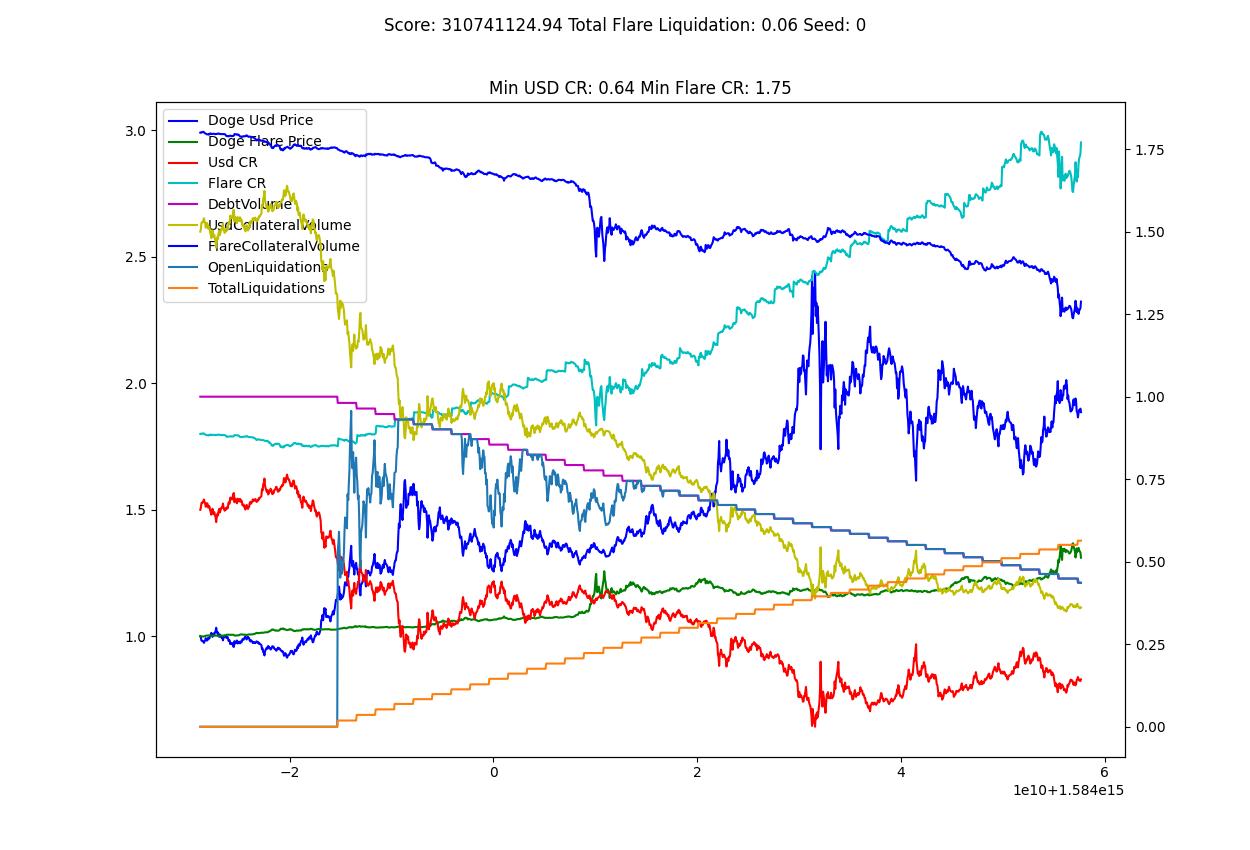 Score: 310741124.94 Total Flare Liquidation: 0.06 Seed: 0
Min USD CR: 0.64 Min Flare CR: 1.75
Doge Usd Price
Doge Flare Price
Usd CR
Flare CR
DebtVolume
UsdCollateralVolume
FlareCollateralVolume
OpenLiquidations
TotalLiquidations
3.0
2.5
2.0
1.5
1.0
1.75
1.50
1.25
1.00
0.75
0.50
0.25
0.00
−2 0 2 4 6
1e10+1.584e15